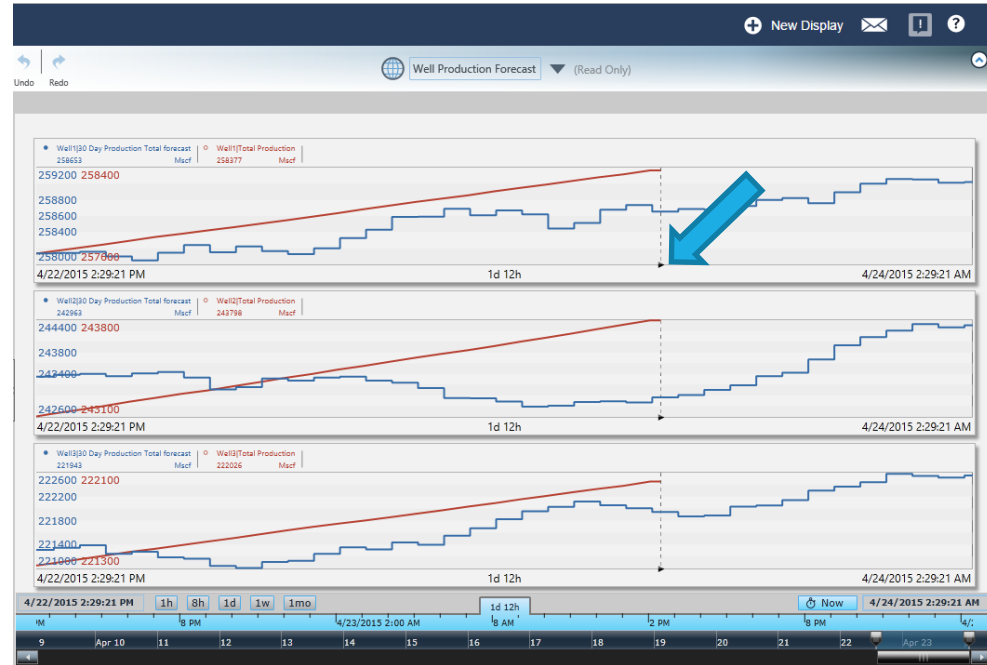 New Display ! ?
Undo Redo Well Production Forecast (Read Only)
Well1|30 Day Production Total forecast Well1|Total Production
258653 Mscf 258377 Mscf
259200 258400
258800
258600
258400
258000 257600
4/22/2015 2:29:21 PM 1d 12h 4/24/2015 2:29:21 AM
Well2|30 Day Production Total forecast Well2|Total Production
242963 Mscf 243798 Mscf
244400 243800
243800
243400
242600 243100
4/22/2015 2:29:21 PM 1d 12h 4/24/2015 2:29:21 AM
Well3|30 Day Production Total forecast Well3|Total Production
221943 Mscf 222026 Mscf
222600 222100
222200
221800
221400
221000 221300
4/22/2015 2:29:21 PM 1d 12h 4/24/2015 2:29:21 AM
4/22/2015 2:29:21 PM 1h 8h 1d 1w 1mo 1d 12h Now 4/24/2015 2:29:21 AM
8 PM 4/23/2015 2:00 AM 8 AM 2 PM 8 PM
9 Apr 10 11 12 13 14 15 16 17 18 19 20 21 22 Apr 23